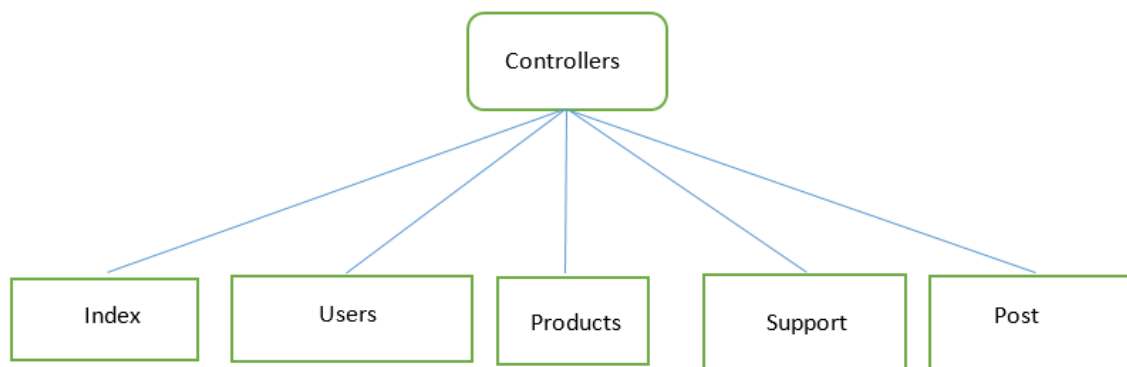 Controllers
Index
Users
Products
Support
Post